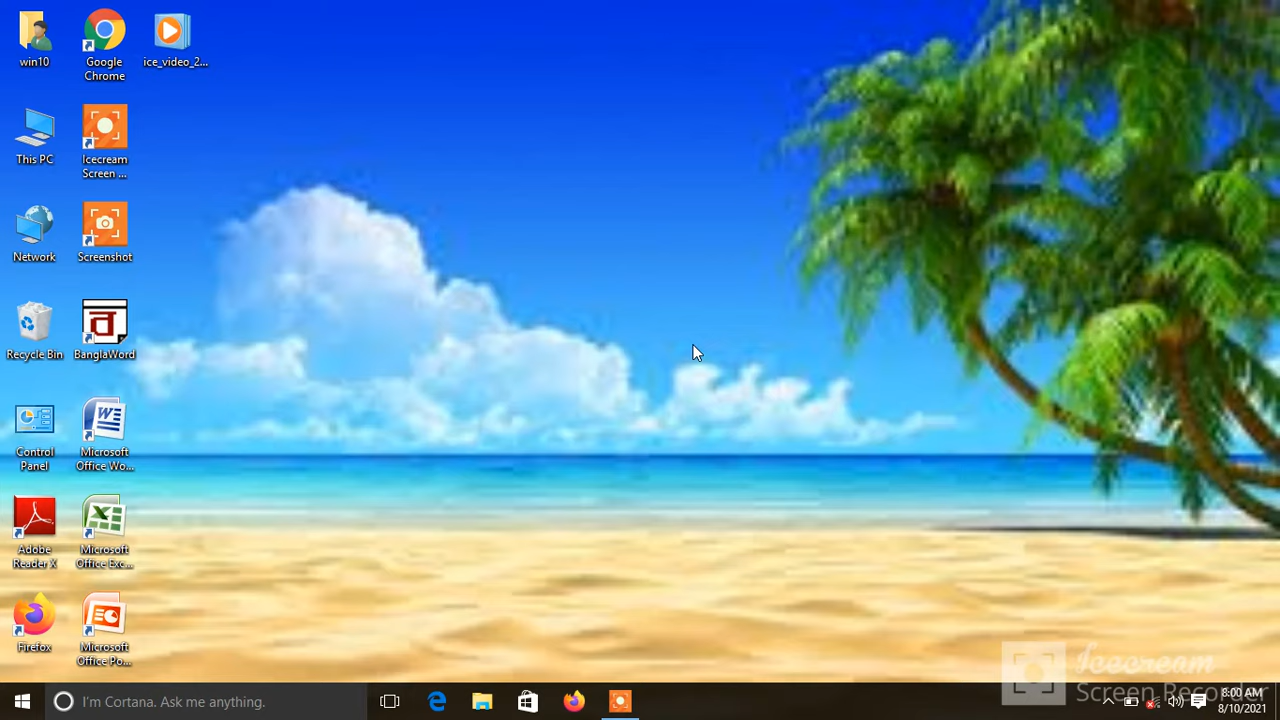 win10
Google
Chrome
ice_video_2...
This PC
Icecream
Screen ...
Network
Screenshot
Recycle Bin
BanglaWord
Control
Panel
Microsoft
Office Wo...
Adobe
Reader X
Microsoft
Office Exc...
Firefox
Microsoft
Office Po...
Icecream
Screen Recorder
I'm Cortana. Ask me anything.
8:00 AM
8/10/2021